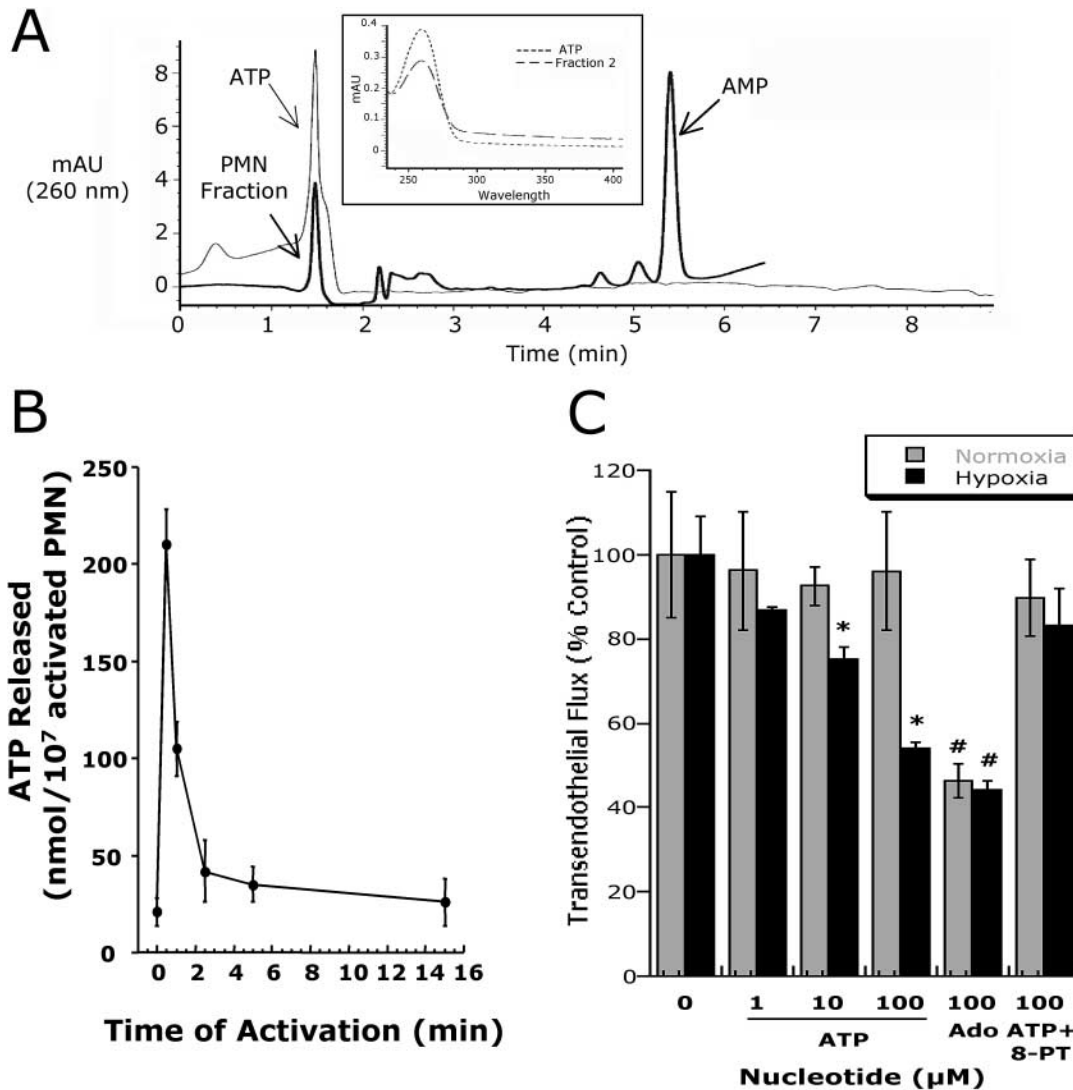 A
mAU
(260 nm)
8
6
4
2
0
ATP
PMN
Fraction
AMP
0 1 2 3 4 5 6 7 8
Time (min)
mAU
0.4
0.3
0.2
0.1
0
ATP
Fraction 2
250 300 350 400
Wavelength
B
ATP Released
(nmol/10⁷ activated PMN)
250
200
150
100
50
0
0 2 4 6 8 10 12 14 16
Time of Activation (min)
C
Normoxia
Hypoxia
Transendothelial Flux (% Control)
120
100
80
60
40
20
0
*
*
# #
0 1 10 100 100 100
ATP Ado ATP+
8-PT
Nucleotide (µM)